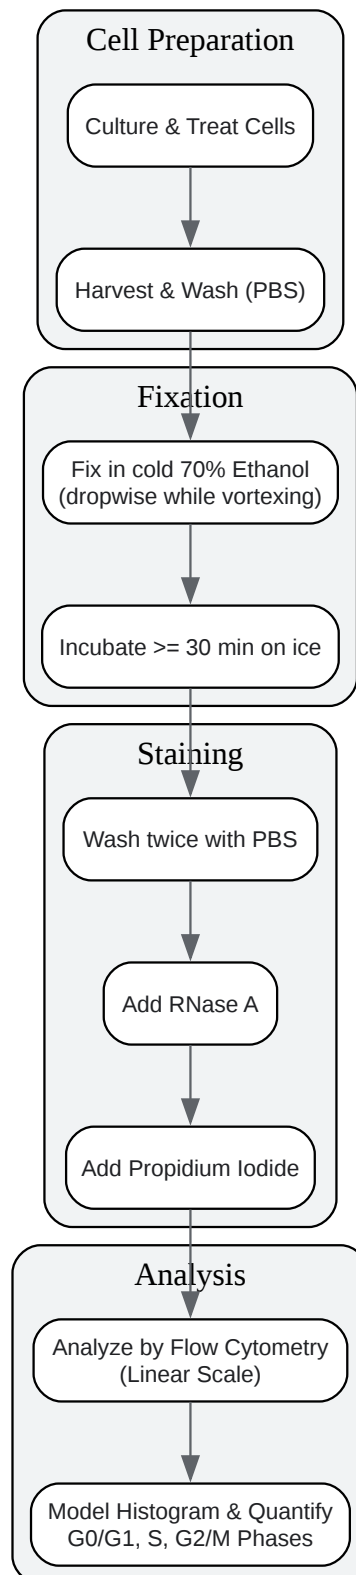 Cell Preparation
Culture & Treat Cells
Harvest & Wash (PBS)
Fixation
Fix in cold 70% Ethanol
(dropwise while vortexing)
Incubate >= 30 min on ice
Staining
Wash twice with PBS
Add RNase A
Add Propidium Iodide
Analysis
Analyze by Flow Cytometry
(Linear Scale)
Model Histogram & Quantify
G0/G1, S, G2/M Phases